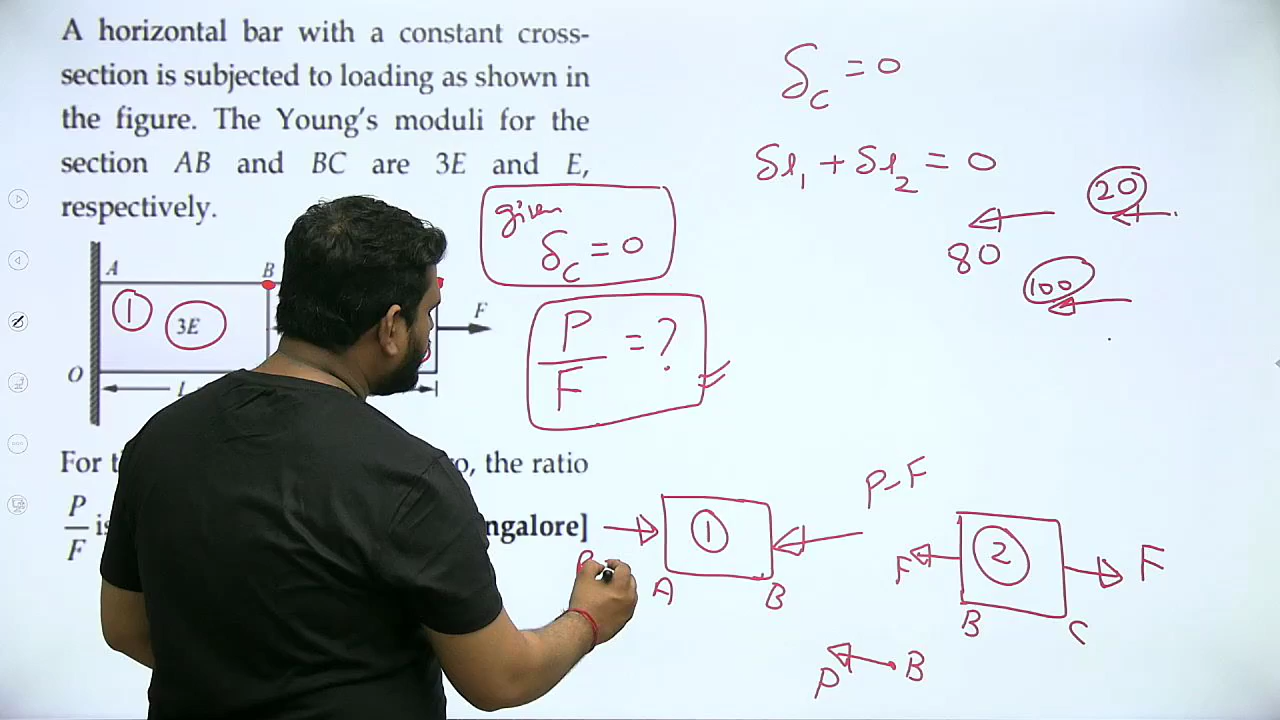 A horizontal bar with a constant cross-
section is subjected to loading as shown in
the figure. The Young's moduli for the
section AB and BC are 3E and E,
respectively.
A
B
1
3E
F
O
L
For
o, the ratio
P/F is
ngalore]
given
δc = 0
P/F = ?
δc = 0
δl₁ + δl₂ = 0
20
80
100
P-F
1
A
B
F
2
F
B
C
P
B